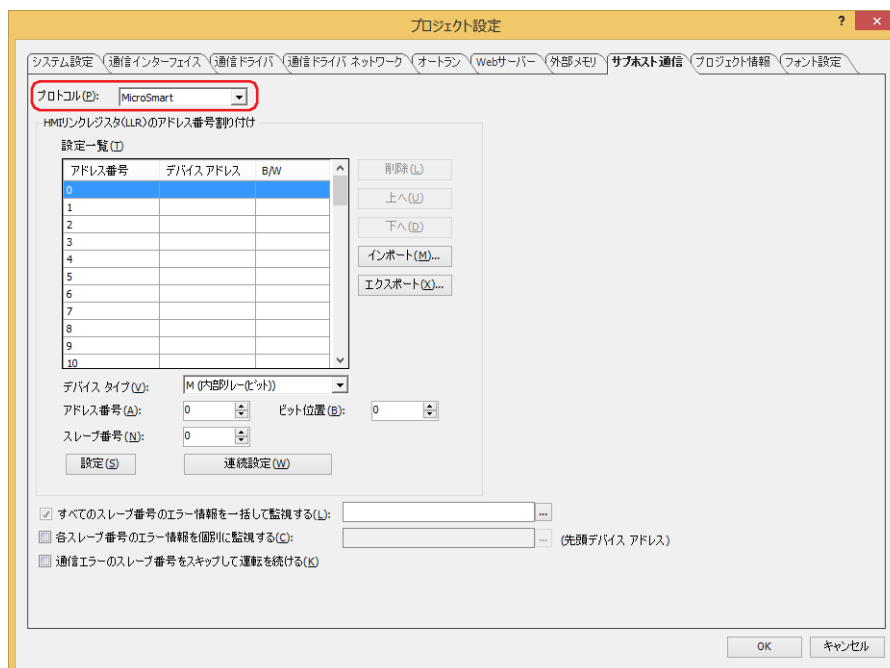 プロジェクト設定
? ×
システム設定 通信インターフェイス 通信ドライバ 通信ドライバ ネットワーク オートラン Webサーバー 外部メモリ サブホスト通信 プロジェクト情報 フォント設定
プロトコル(P): MicroSmart
HMIリンクレジスタ(LLR)のアドレス番号割り付け
設定一覧(T)
アドレス番号 デバイス アドレス B/W
0
1
2
3
4
5
6
7
8
9
10
削除(L)
上へ(U)
下へ(D)
インポート(M)...
エクスポート(X)...
デバイス タイプ(V): M (内部リレー(ビット))
アドレス番号(A): 0 ビット位置(B): 0
スレーブ番号(N): 0
設定(S) 連続設定(W)
すべてのスレーブ番号のエラー情報を一括して監視する(L): ...
各スレーブ番号のエラー情報を個別に監視する(C): ... (先頭デバイス アドレス)
通信エラーのスレーブ番号をスキップして運転を続ける(K)
OK キャンセル